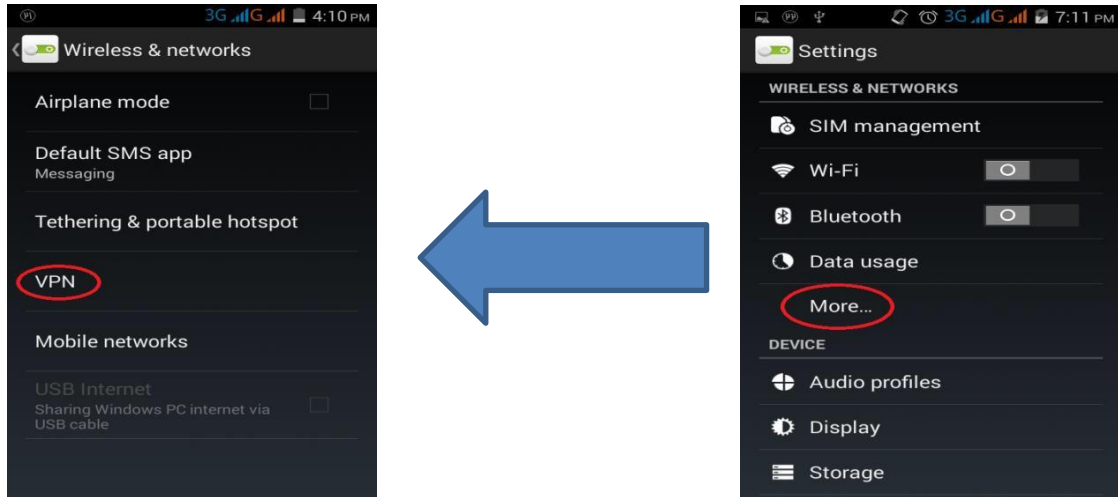 3G G 4:10 PM
Wireless & networks
Airplane mode
Default SMS app
Messaging
Tethering & portable hotspot
VPN
Mobile networks
USB Internet
Sharing Windows PC internet via
USB cable
3G G 7:11 PM
Settings
WIRELESS & NETWORKS
SIM management
Wi-Fi
Bluetooth
Data usage
More...
DEVICE
Audio profiles
Display
Storage